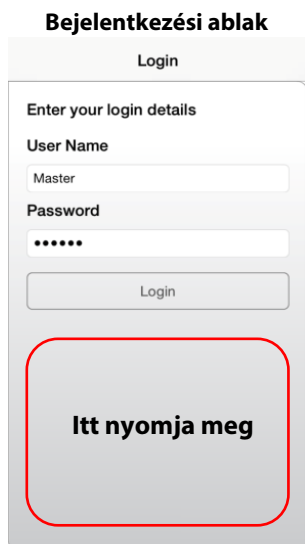 Bejelentkezési ablak
Login
Enter your login details
User Name
Master
Password
••••••
Login
Itt nyomja meg